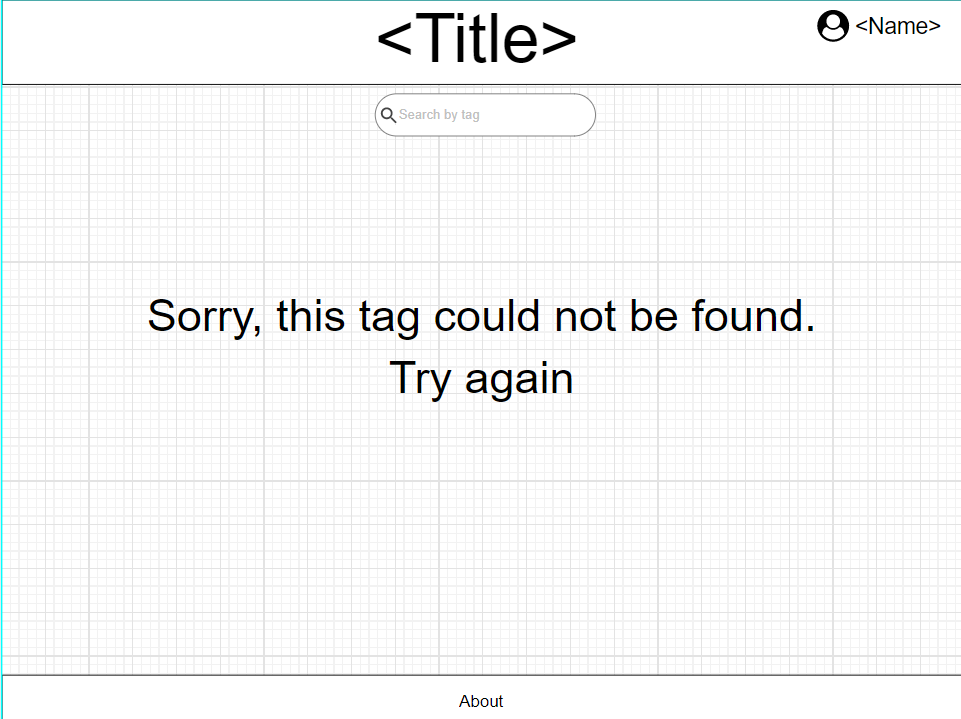 <Title>
<Name>
Search by tag
Sorry, this tag could not be found.
Try again
About